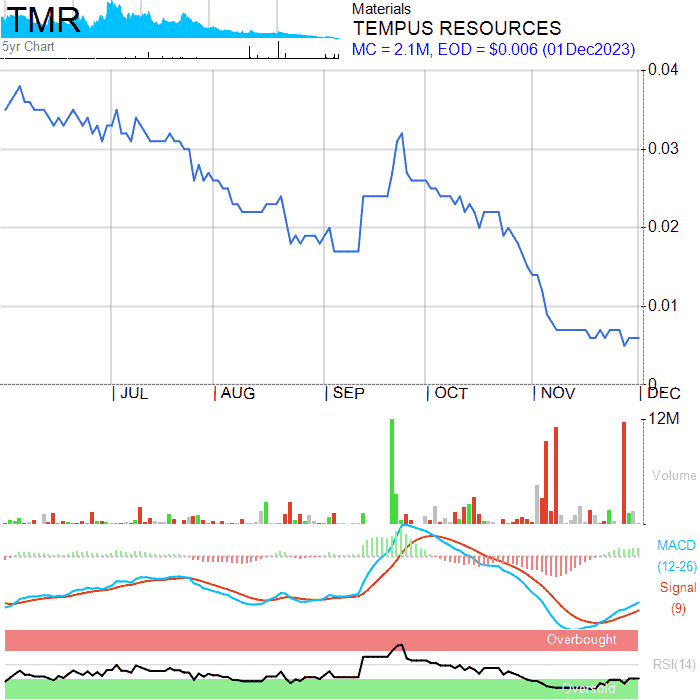 TMR
5yr Chart
Materials
TEMPUS RESOURCES
MC = 2.1M, EOD = $0.006 (01Dec2023)
0.04
0.03
0.02
0.01
0
JUL AUG SEP OCT NOV DEC
12M
Volume
MACD
(12-26)
Signal
(9)
Overbought
RSI(14)
Oversold